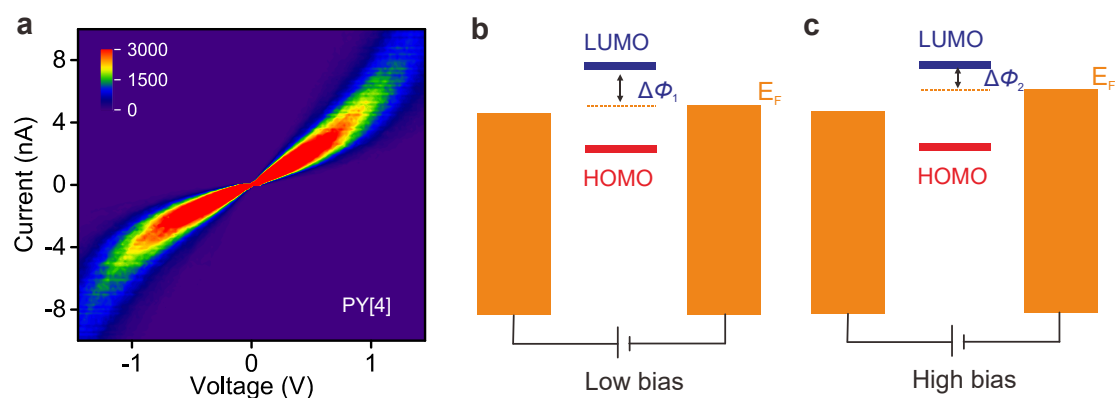 a
3000
1500
0
8
4
0
-4
-8
Current (nA)
PY[4]
-1 0 1
Voltage (V)
b
LUMO
ΔΦ1
EF
HOMO
Low bias
c
LUMO
ΔΦ2
EF
HOMO
High bias